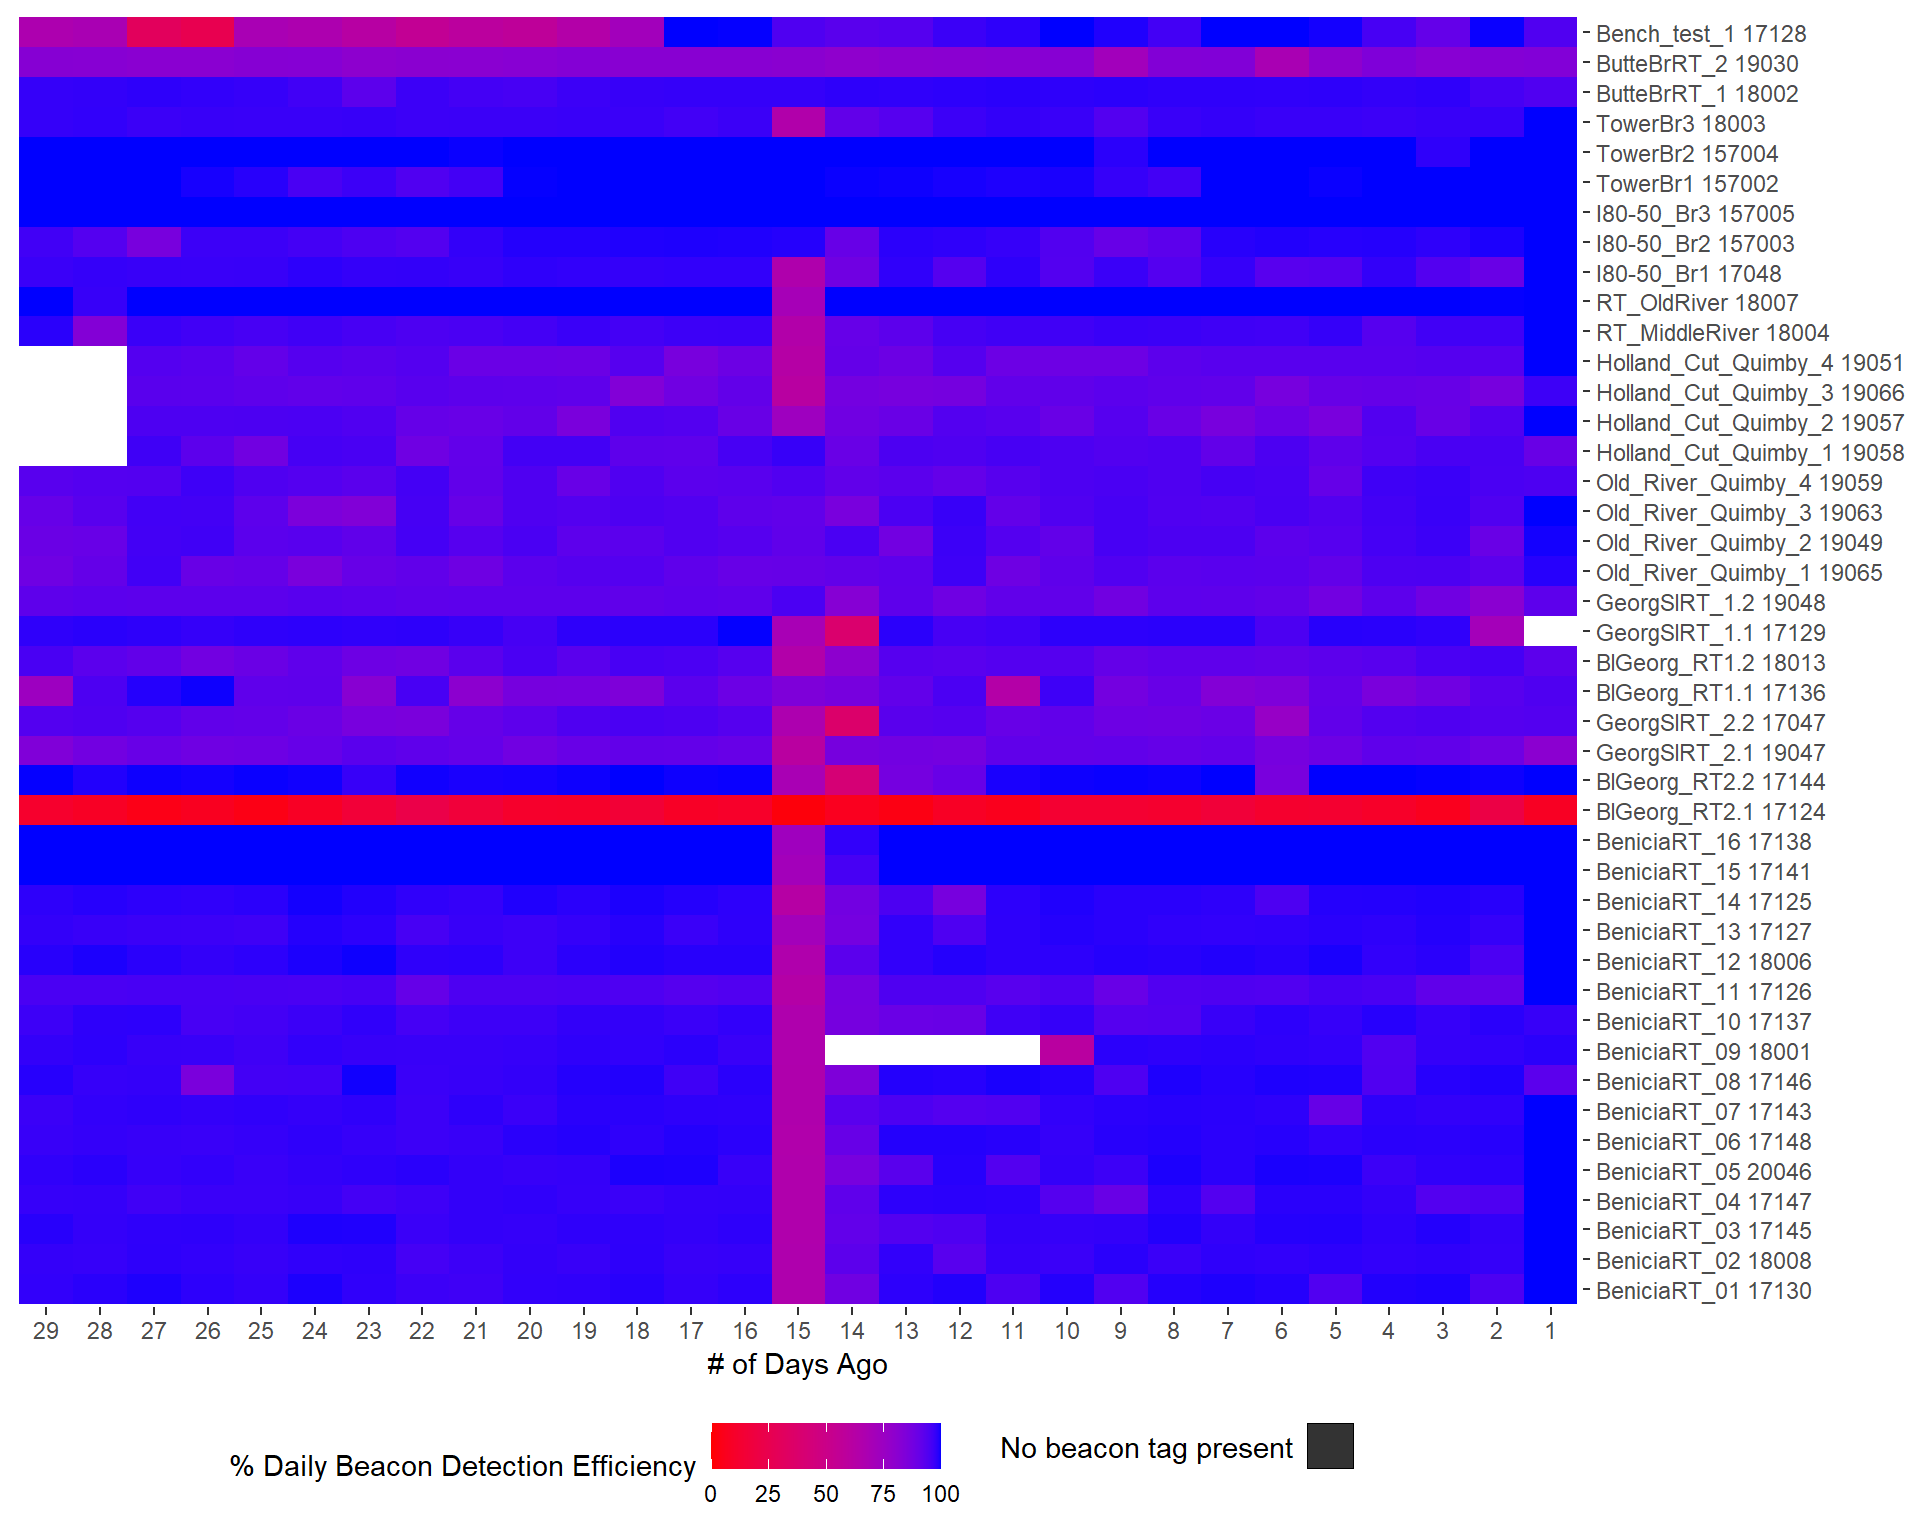 Bench_test_1 17128
ButteBrRT_2 19030
ButteBrRT_1 18002
TowerBr3 18003
TowerBr2 157004
TowerBr1 157002
I80-50_Br3 157005
I80-50_Br2 157003
I80-50_Br1 17048
RT_OldRiver 18007
RT_MiddleRiver 18004
Holland_Cut_Quimby_4 19051
Holland_Cut_Quimby_3 19066
Holland_Cut_Quimby_2 19057
Holland_Cut_Quimby_1 19058
Old_River_Quimby_4 19059
Old_River_Quimby_3 19063
Old_River_Quimby_2 19049
Old_River_Quimby_1 19065
GeorgSlRT_1.2 19048
GeorgSlRT_1.1 17129
BlGeorg_RT1.2 18013
BlGeorg_RT1.1 17136
GeorgSlRT_2.2 17047
GeorgSlRT_2.1 19047
BlGeorg_RT2.2 17144
BlGeorg_RT2.1 17124
BeniciaRT_16 17138
BeniciaRT_15 17141
BeniciaRT_14 17125
BeniciaRT_13 17127
BeniciaRT_12 18006
BeniciaRT_11 17126
BeniciaRT_10 17137
BeniciaRT_09 18001
BeniciaRT_08 17146
BeniciaRT_07 17143
BeniciaRT_06 17148
BeniciaRT_05 20046
BeniciaRT_04 17147
BeniciaRT_03 17145
BeniciaRT_02 18008
BeniciaRT_01 17130
29 28 27 26 25 24 23 22 21 20 19 18 17 16 15 14 13 12 11 10 9 8 7 6 5 4 3 2 1
# of Days Ago
% Daily Beacon Detection Efficiency
0 25 50 75 100
No beacon tag present